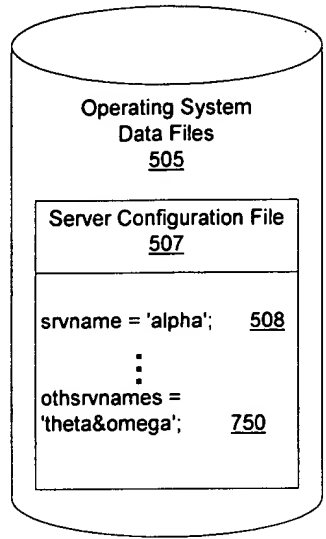 Operating System
Data Files
505
Server Configuration File
507
srvname = 'alpha'; 508
othsrvnames =
'theta&omega'; 750